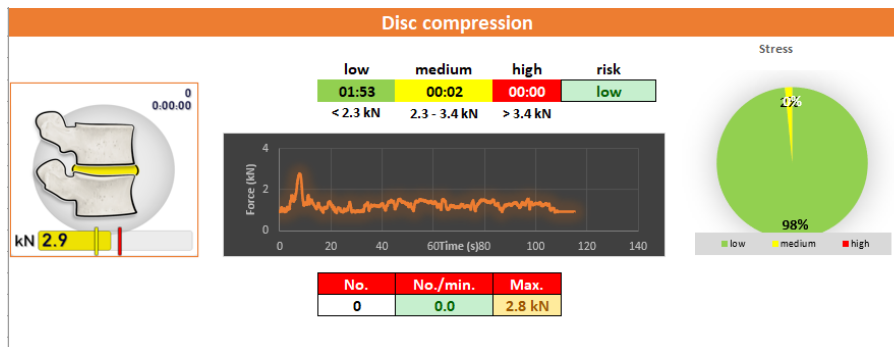 Disc compression
low medium high risk
01:53 00:02 00:00 low
< 2.3 kN 2.3 - 3.4 kN > 3.4 kN
0
0:00:00
kN 2.9
Force (kN)
4
2
0
0 20 40 60 80 100 120 140
Time (s)
No. No./min. Max.
0 0.0 2.8 kN
Stress
98%
low medium high